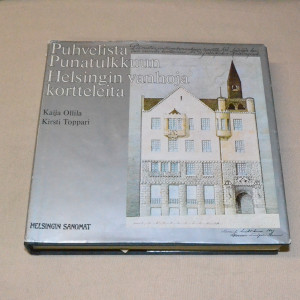 Puhvelista
Punatulkkuun
Helsingin vanhoja
kortteleita
Kaija Ollila
Kirsti Toppari
HELSINGIN SANOMAT